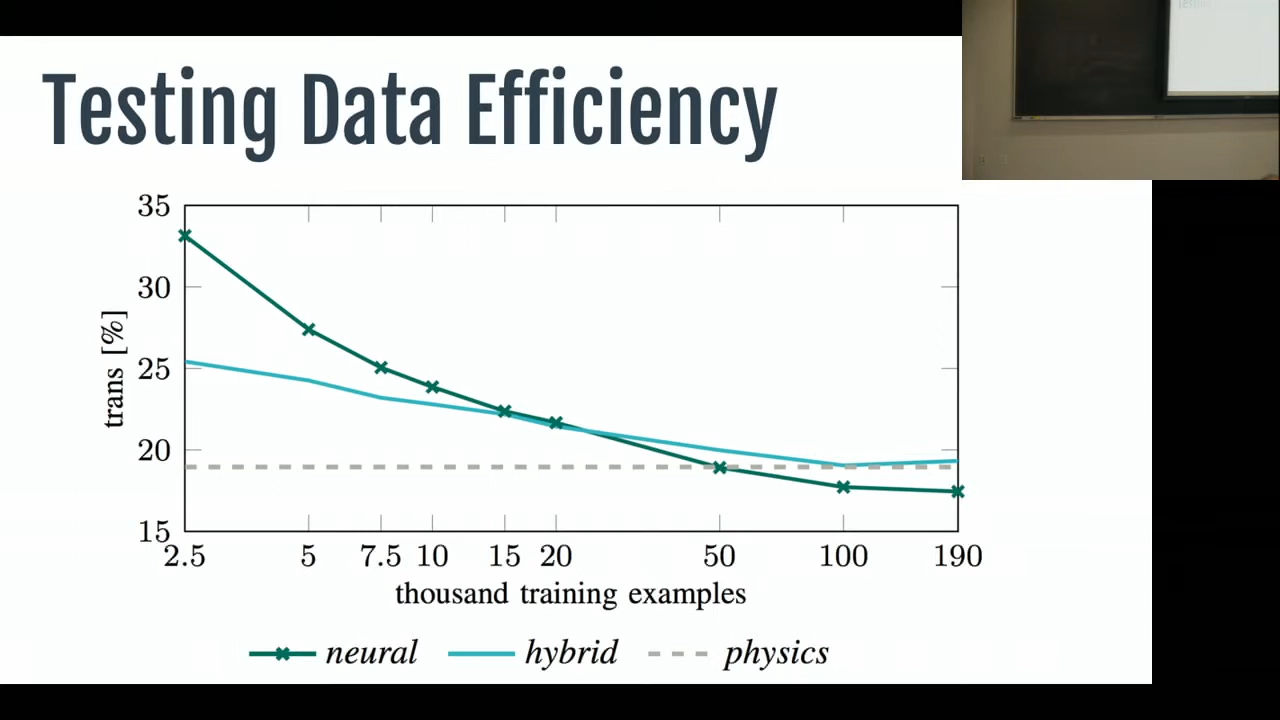 Testing Data Efficiency
35
30
25
20
15
trans [%]
2.5 5 7.5 10 15 20 50 100 190
thousand training examples
neural hybrid physics